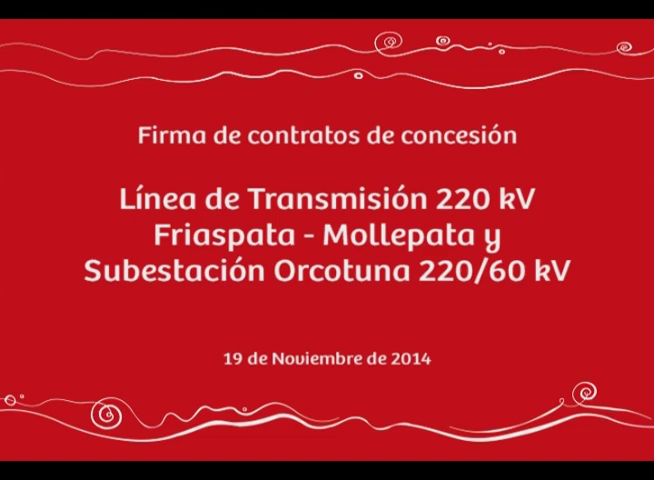 Firma de contratos de concesión
Línea de Transmisión 220 kV
Friaspata - Mollepata y
Subestación Orcotuna 220/60 kV
19 de Noviembre de 2014